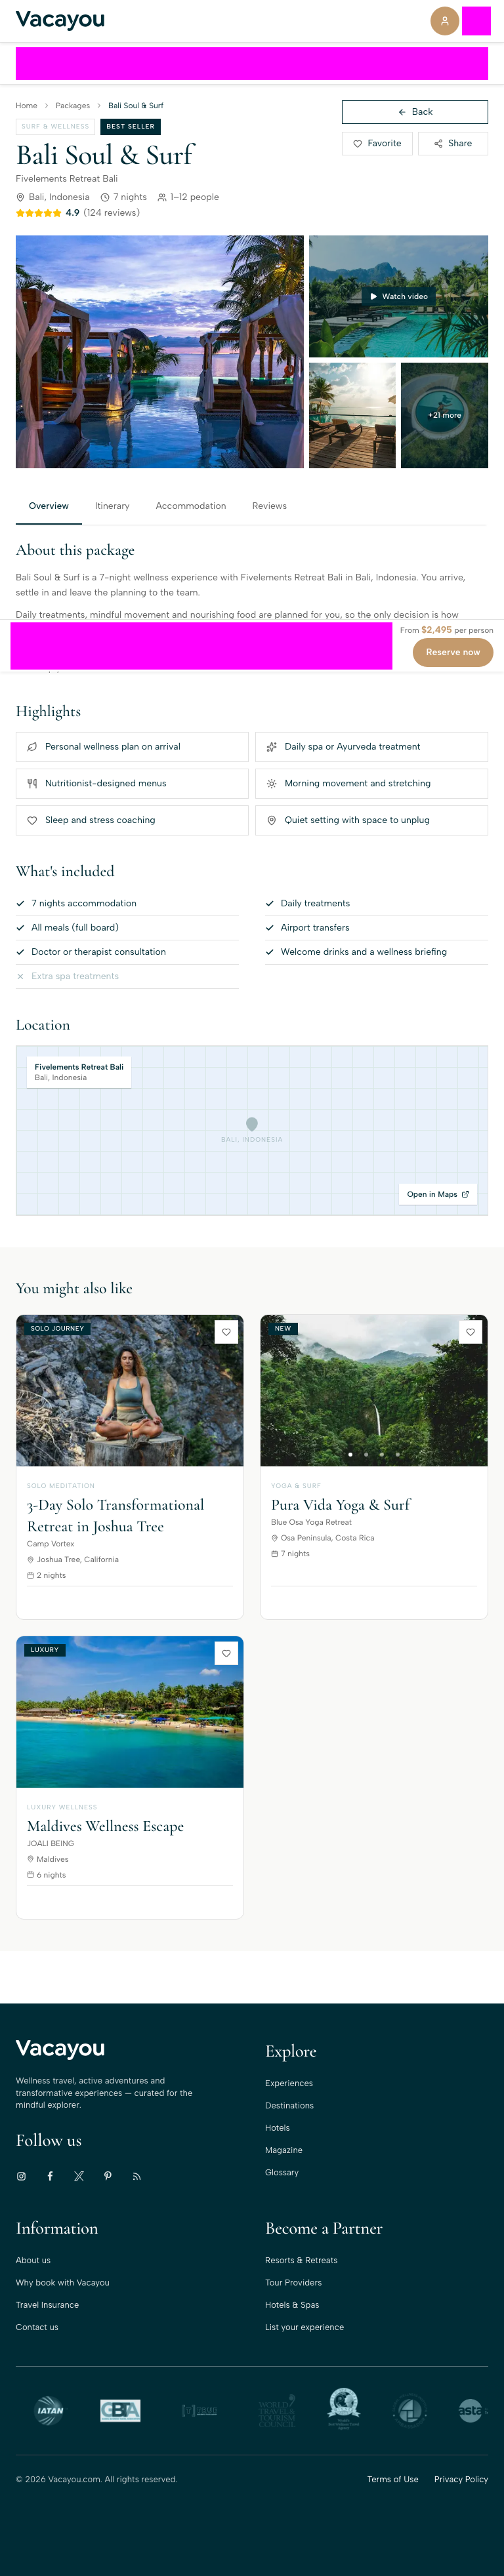 Vacayou
Home > Packages > Bali Soul & Surf
SURF & WELLNESS
BEST SELLER
Bali Soul & Surf
Fivelements Retreat Bali
Bali, Indonesia 7 nights 1–12 people
4.9 (124 reviews)
Back
Favorite
Share
Watch video
+21 more
Overview
Itinerary
Accommodation
Reviews
About this package
Bali Soul & Surf is a 7-night wellness experience with Fivelements Retreat Bali in Bali, Indonesia. You arrive,
settle in and leave the planning to the team.
Daily treatments, mindful movement and nourishing food are planned for you, so the only decision is how
From $2,495 per person
Reserve now
Highlights
Personal wellness plan on arrival
Daily spa or Ayurveda treatment
Nutritionist-designed menus
Morning movement and stretching
Sleep and stress coaching
Quiet setting with space to unplug
What's included
7 nights accommodation
Daily treatments
All meals (full board)
Airport transfers
Doctor or therapist consultation
Welcome drinks and a wellness briefing
Extra spa treatments
Location
Fivelements Retreat Bali
Bali, Indonesia
BALI, INDONESIA
Open in Maps
You might also like
SOLO JOURNEY
SOLO MEDITATION
3-Day Solo Transformational
Retreat in Joshua Tree
Camp Vortex
Joshua Tree, California
2 nights
NEW
YOGA & SURF
Pura Vida Yoga & Surf
Blue Osa Yoga Retreat
Osa Peninsula, Costa Rica
7 nights
LUXURY
LUXURY WELLNESS
Maldives Wellness Escape
JOALI BEING
Maldives
6 nights
Vacayou
Wellness travel, active adventures and
transformative experiences — curated for the
mindful explorer.
Follow us
Explore
Experiences
Destinations
Hotels
Magazine
Glossary
Information
About us
Why book with Vacayou
Travel Insurance
Contact us
Become a Partner
Resorts & Retreats
Tour Providers
Hotels & Spas
List your experience
IATAN
GBTA
WORLD
TRAVEL &
TOURISM
COUNCIL
asta
© 2026 Vacayou.com. All rights reserved.
Terms of Use
Privacy Policy